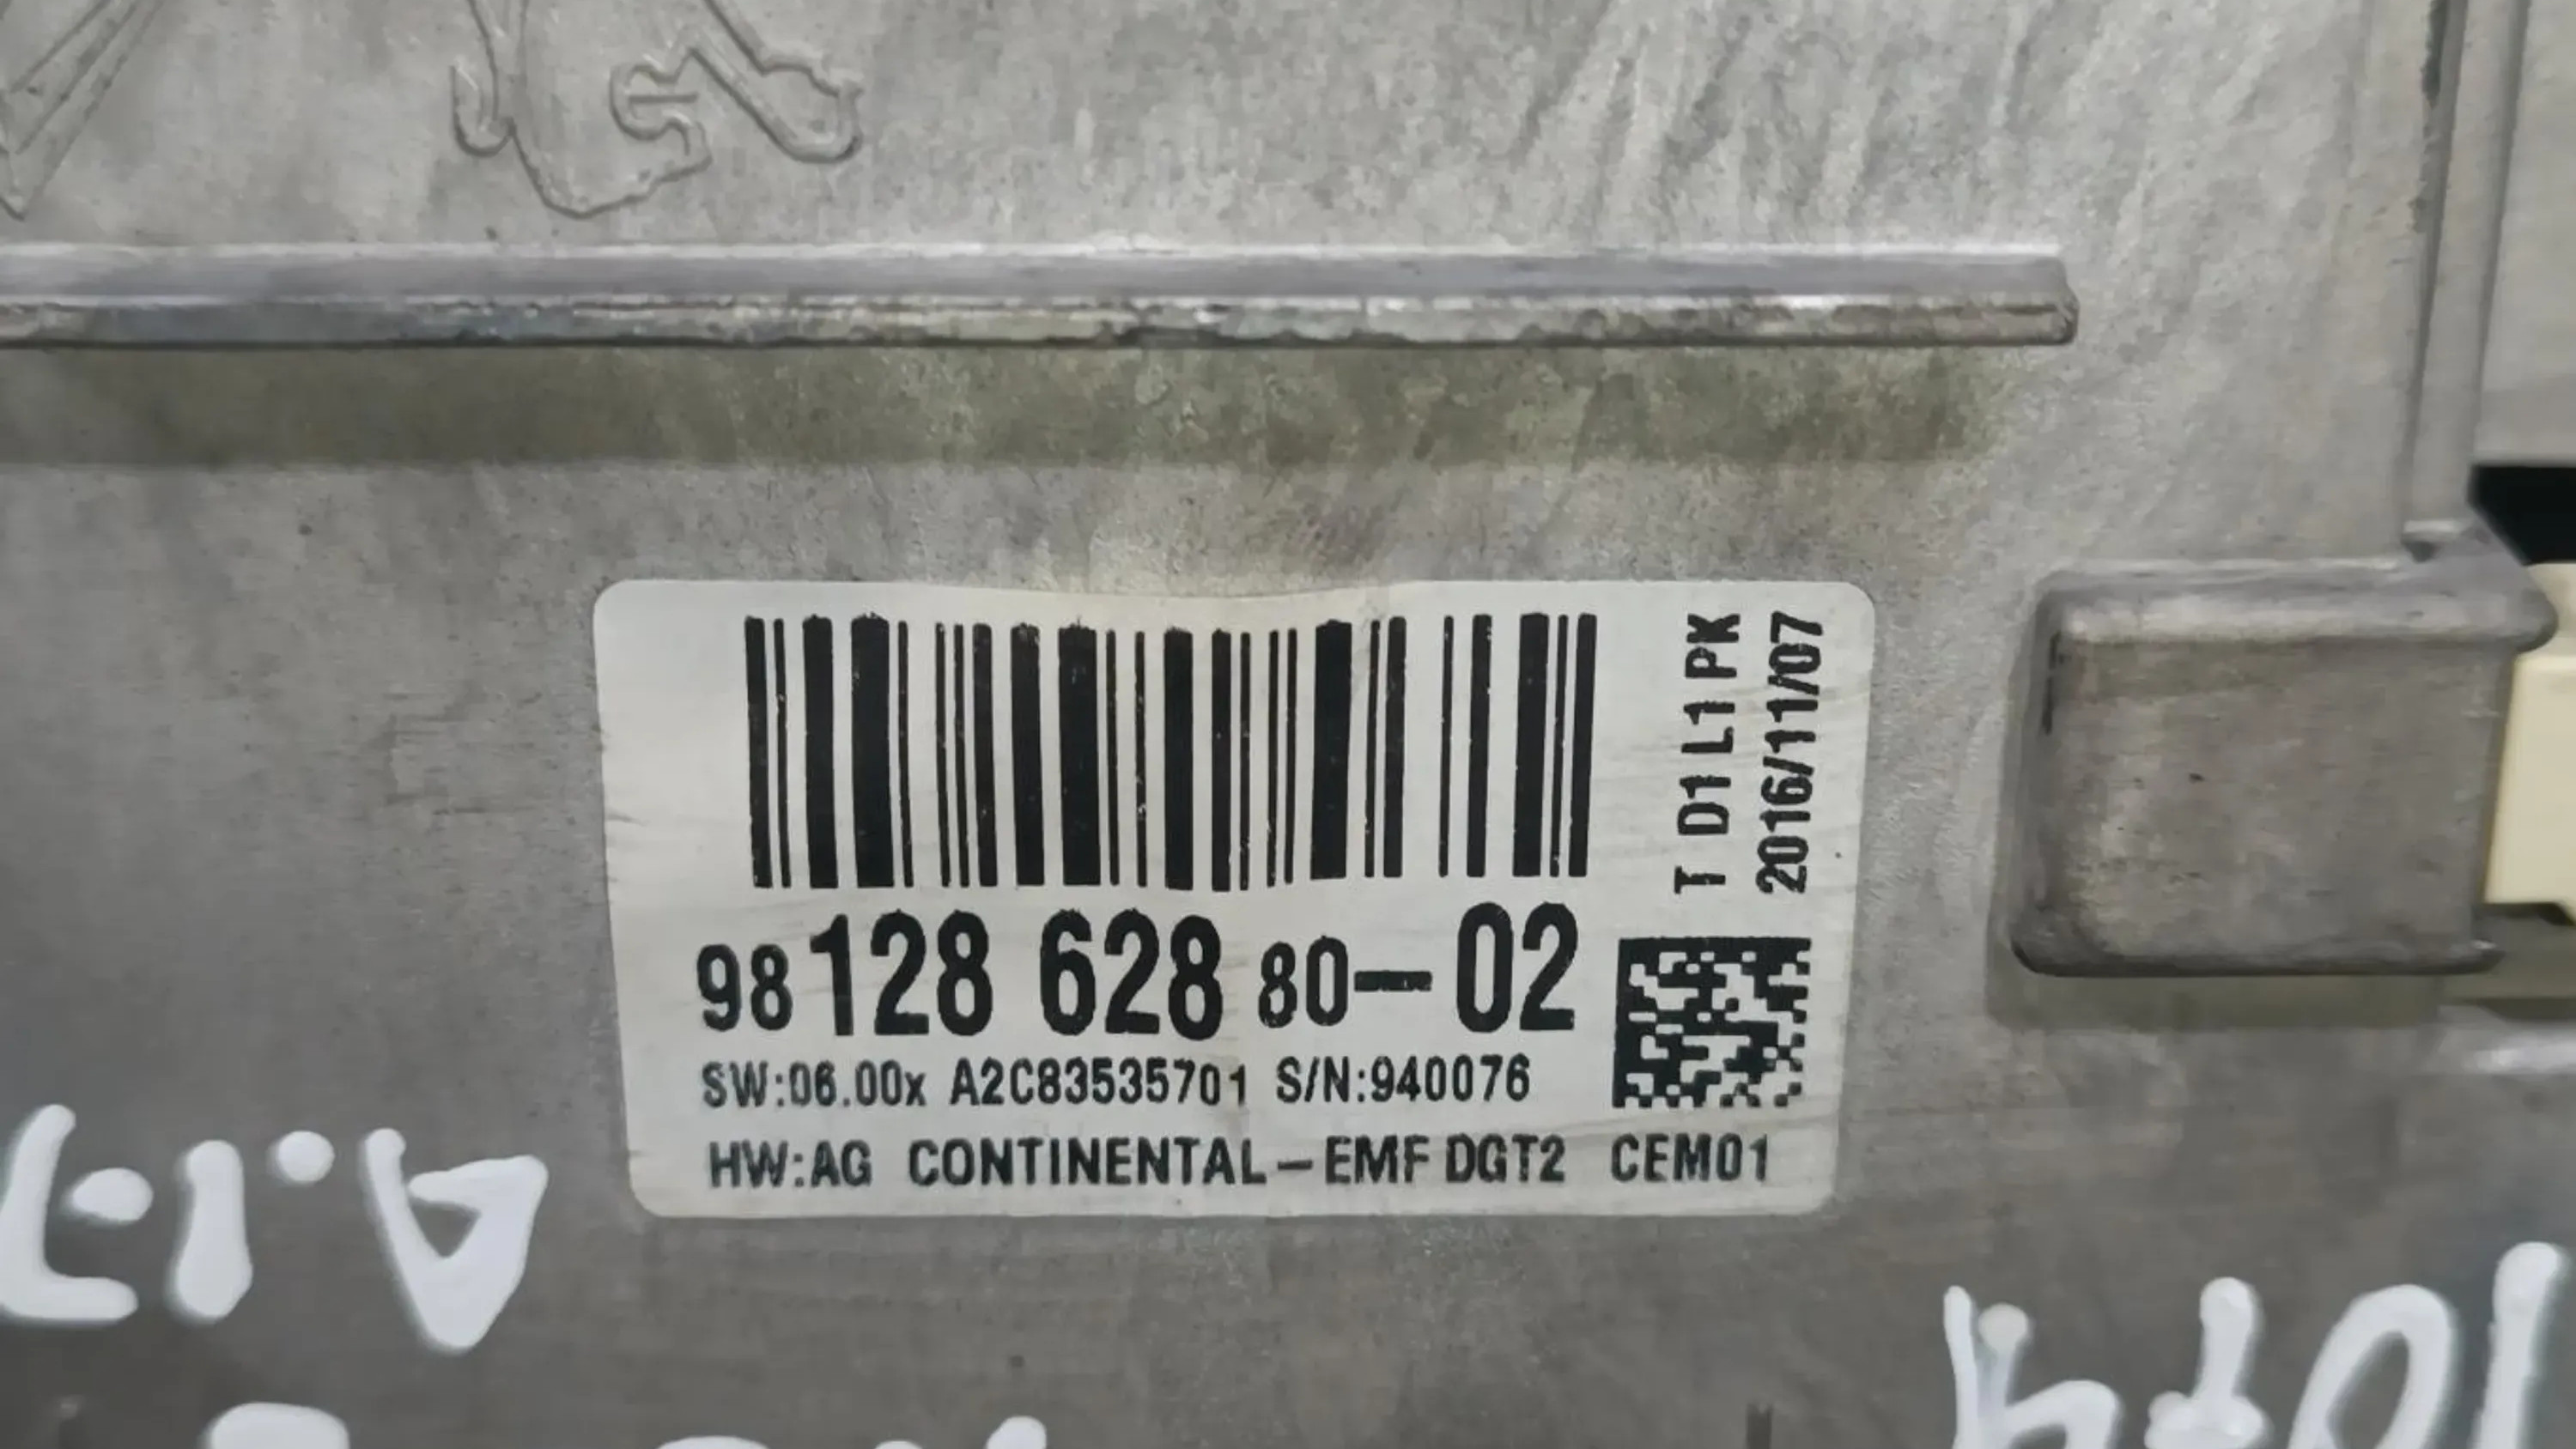 T D1 L1 PK
2016/11/07
98 128 628 80-02
SW:06.00x A2C83535701 S/N:940076
HW:AG CONTINENTAL-EMF DGT2 CEM01